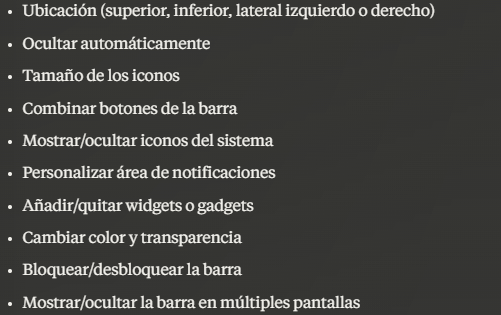 • Ubicación (superior, inferior, lateral izquierdo o derecho)
• Ocultar automáticamente
• Tamaño de los iconos
• Combinar botones de la barra
• Mostrar/ocultar iconos del sistema
• Personalizar área de notificaciones
• Añadir/quitar widgets o gadgets
• Cambiar color y transparencia
• Bloquear/desbloquear la barra
• Mostrar/ocultar la barra en múltiples pantallas